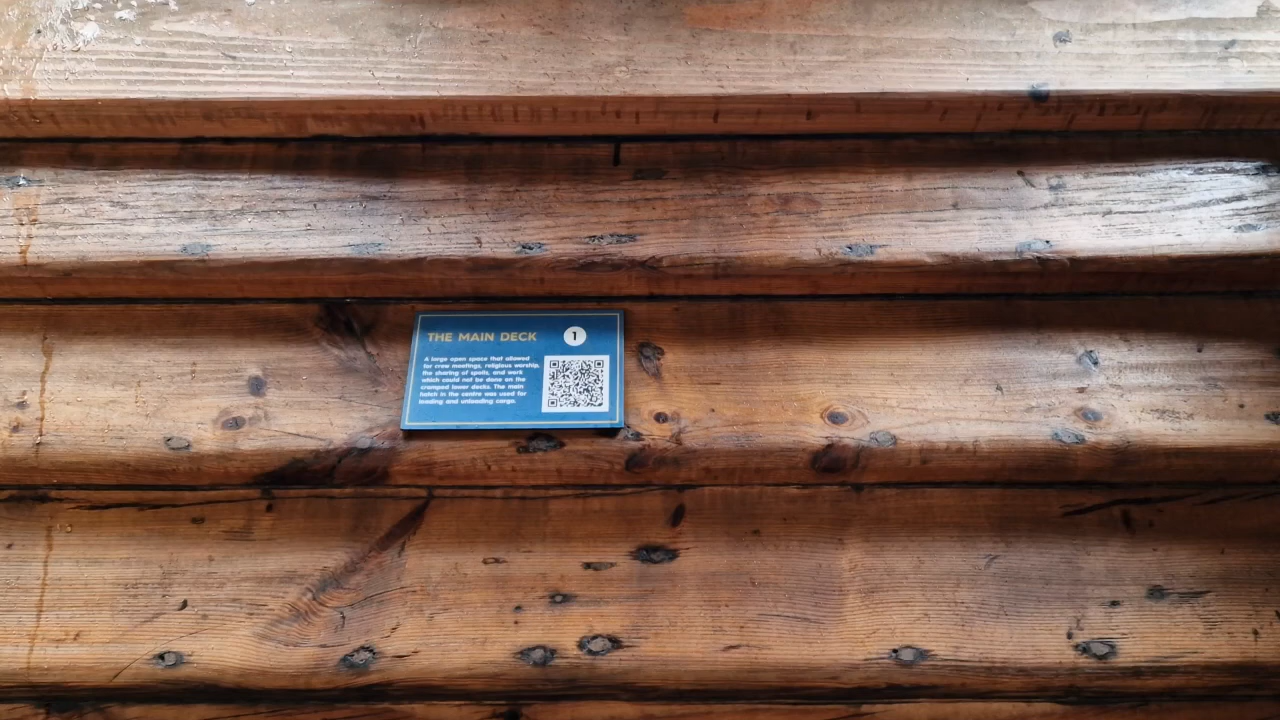 THE MAIN DECK
1
A large open space that allowed
for crew meetings, religious worship,
the sharing of spoils, and work
which could not be done on the
cramped lower decks. The main
hatch in the centre was used for
loading and unloading cargo.